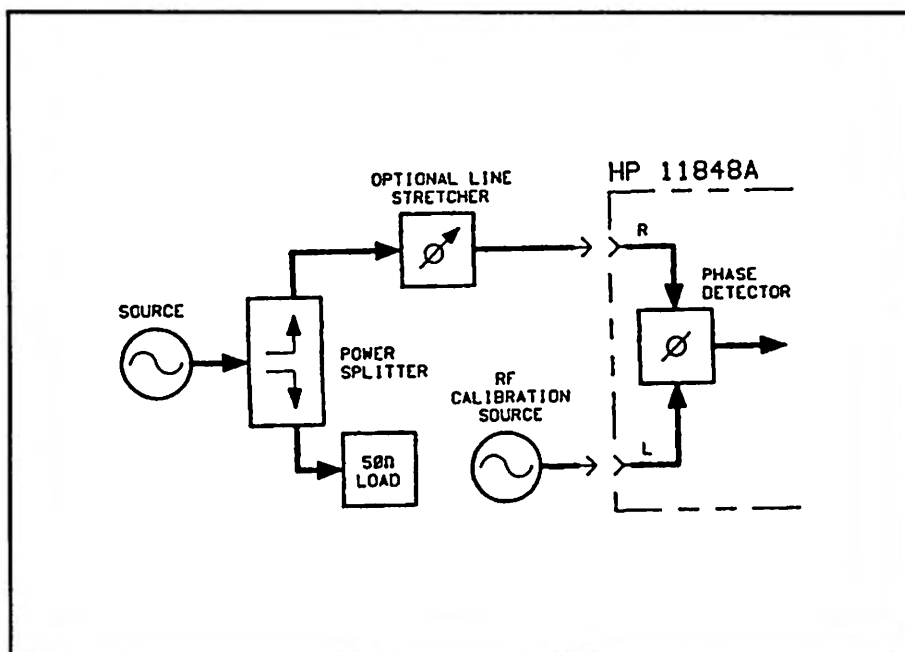 HP 11848A
OPTIONAL LINE
STRETCHER
R
PHASE
DETECTOR
SOURCE
POWER
SPLITTER
RF
CALIBRATION
SOURCE
L
50Ω
LOAD